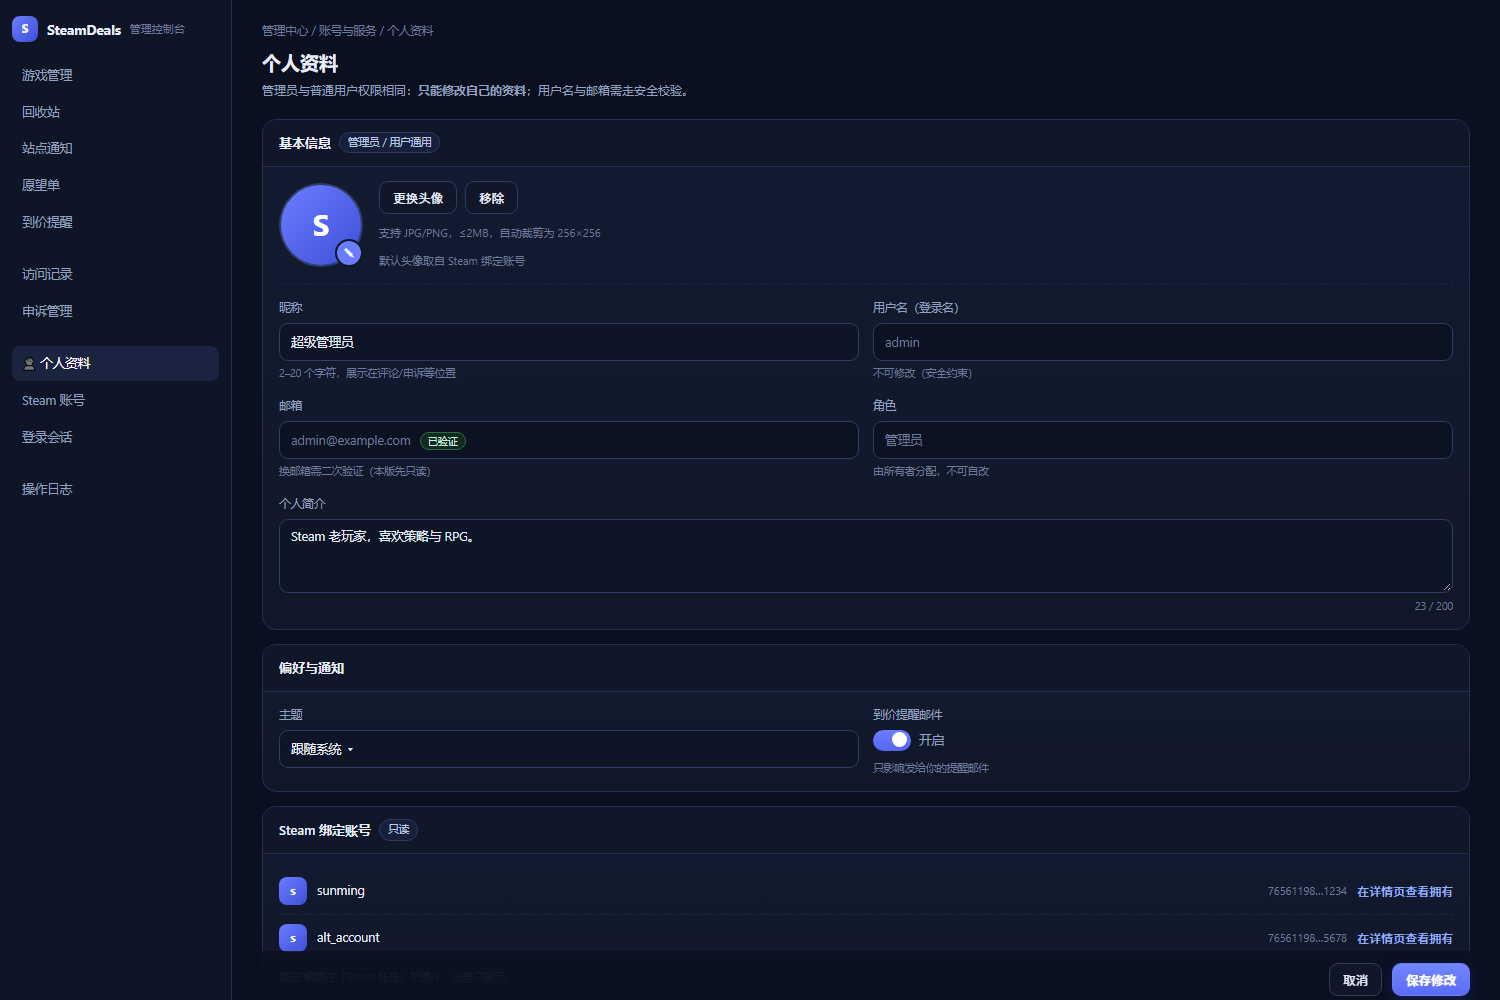 S SteamDeals 管理控制台
游戏管理
回收站
站点通知
愿望单
到价提醒
访问记录
申诉管理
个人资料
Steam 账号
登录会话
操作日志
管理中心 / 账号与服务 / 个人资料
个人资料
管理员与普通用户权限相同：只能修改自己的资料；用户名与邮箱需走安全校验。
基本信息 管理员 / 用户通用
S
更换头像 移除
支持 JPG/PNG，≤2MB，自动裁剪为 256×256
默认头像取自 Steam 绑定账号
昵称
超级管理员
2–20 个字符，展示在评论/申诉等位置
用户名（登录名）
admin
不可修改（安全约束）
邮箱
admin@example.com 已验证
换邮箱需二次验证（本版先只读）
角色
管理员
由所有者分配，不可自改
个人简介
Steam 老玩家，喜欢策略与 RPG。
23 / 200
偏好与通知
主题
跟随系统
到价提醒邮件
开启
只影响发给你的提醒邮件
Steam 绑定账号 只读
S sunming 76561198…1234 在详情页查看拥有
S alt_account 76561198…5678 在详情页查看拥有
取消 保存修改